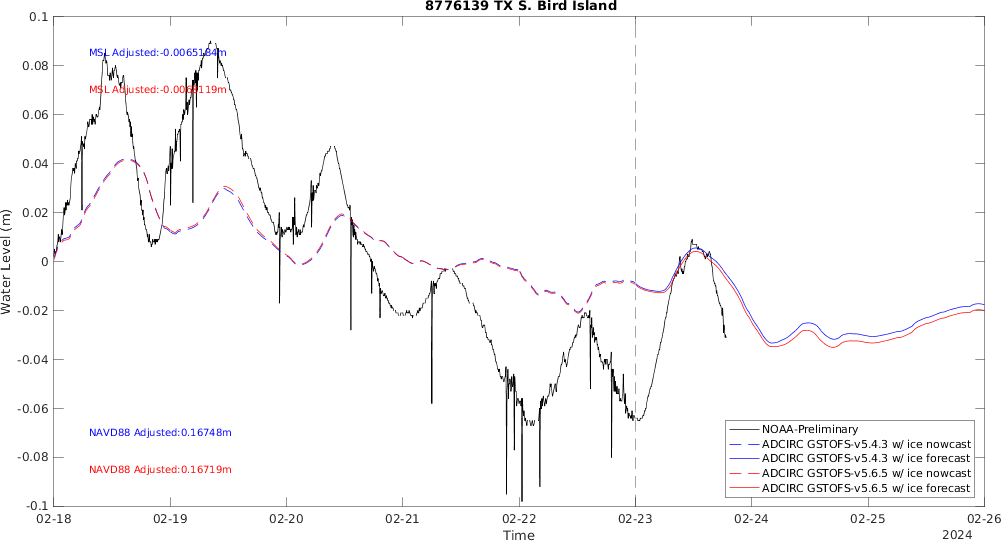 8776139 TX S. Bird Island
MSL Adjusted:-0.0065184m
MSL Adjusted:-0.0065119m
NAVD88 Adjusted:0.16748m
NAVD88 Adjusted:0.16719m
Water Level (m)
0.1
0.08
0.06
0.04
0.02
0
-0.02
-0.04
-0.06
-0.08
-0.1
NOAA-Preliminary
ADCIRC GSTOFS-v5.4.3 w/ ice nowcast
ADCIRC GSTOFS-v5.4.3 w/ ice forecast
ADCIRC GSTOFS-v5.6.5 w/ ice nowcast
ADCIRC GSTOFS-v5.6.5 w/ ice forecast
02-18 02-19 02-20 02-21 02-22 02-23 02-24 02-25 02-26
Time
2024